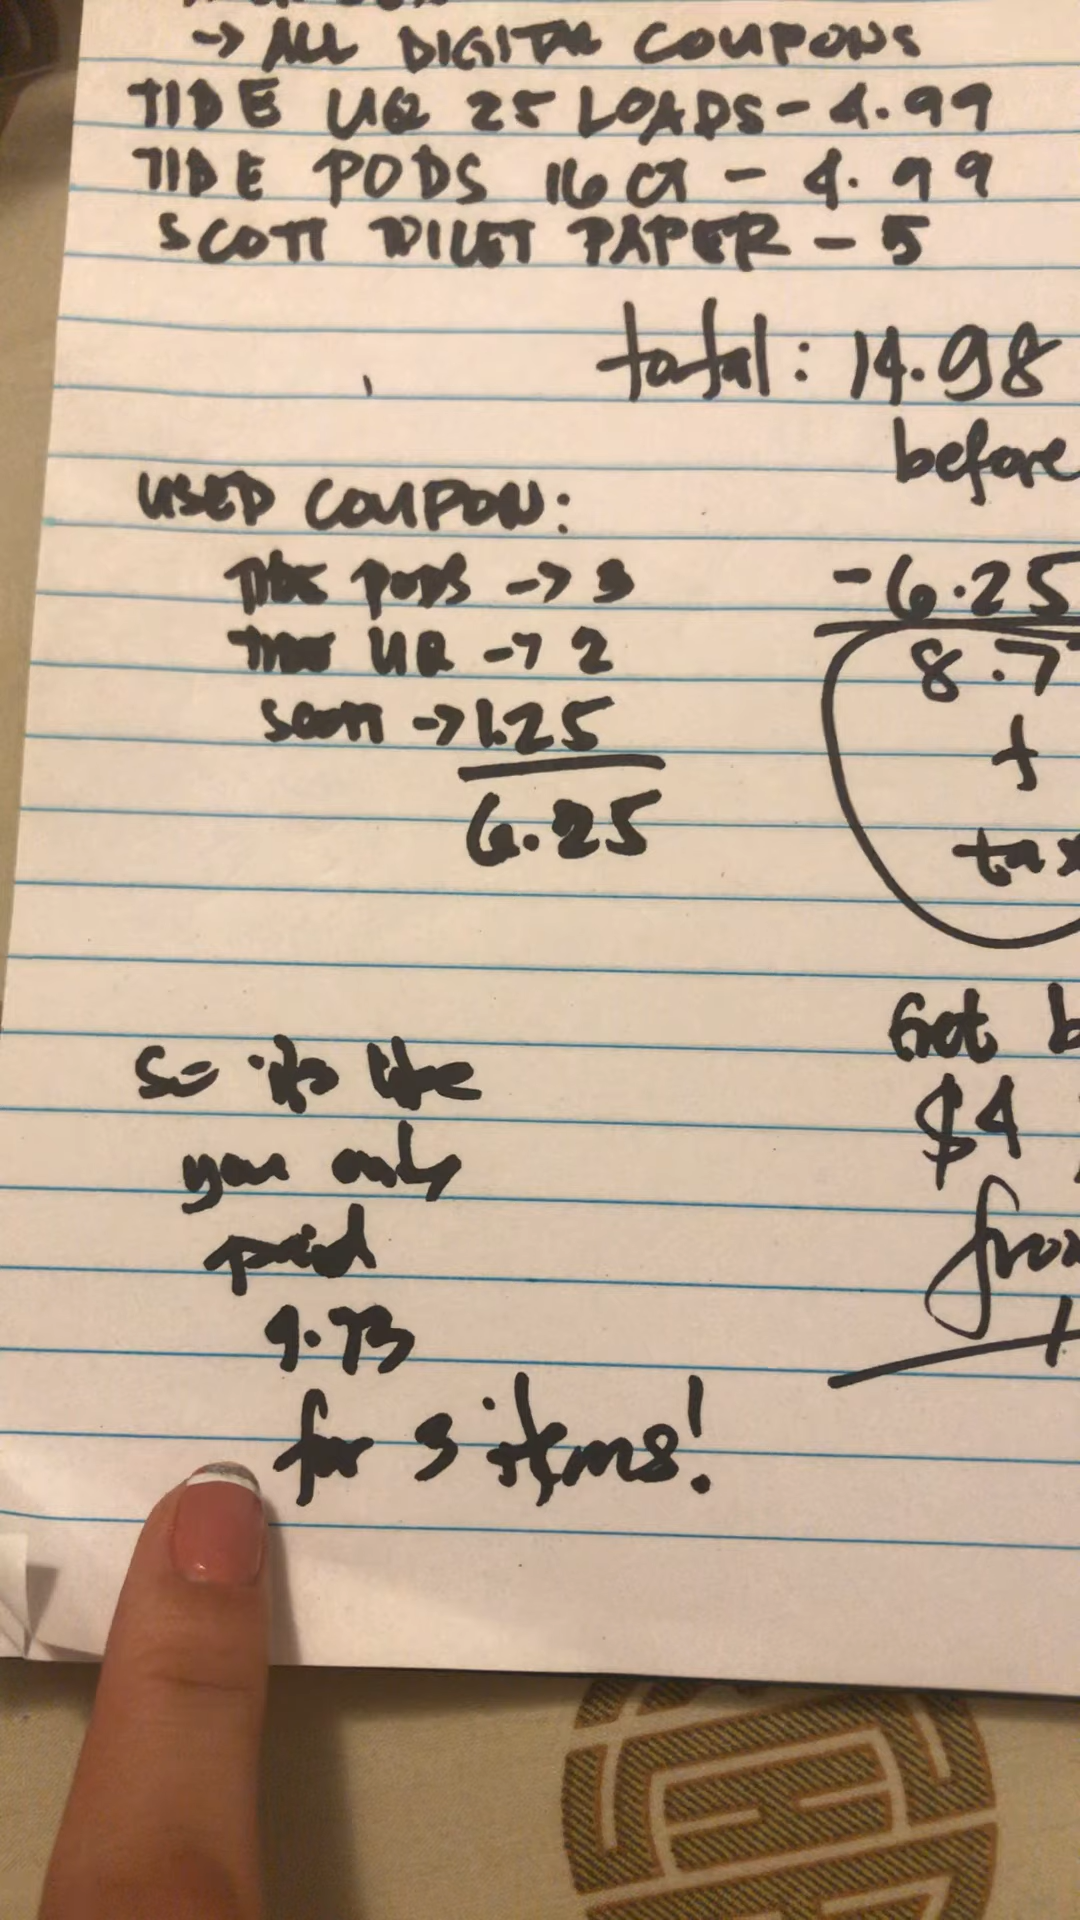 → ALL DIGITAL COUPONS
TIDE LIQ 25 LOADS - 4.99
TIDE PODS 16 CT - 4.99
SCOTT TOILET PAPER - 5
total: 14.98
before
USED COUPON:
TIDE PODS → 3
TIDE LIQ → 2
SCOTT → 1.25
6.25
-6.25
8.7
+
tax
Get b
$4
from
So it's like
you only
paid
4.73
for 3 items!